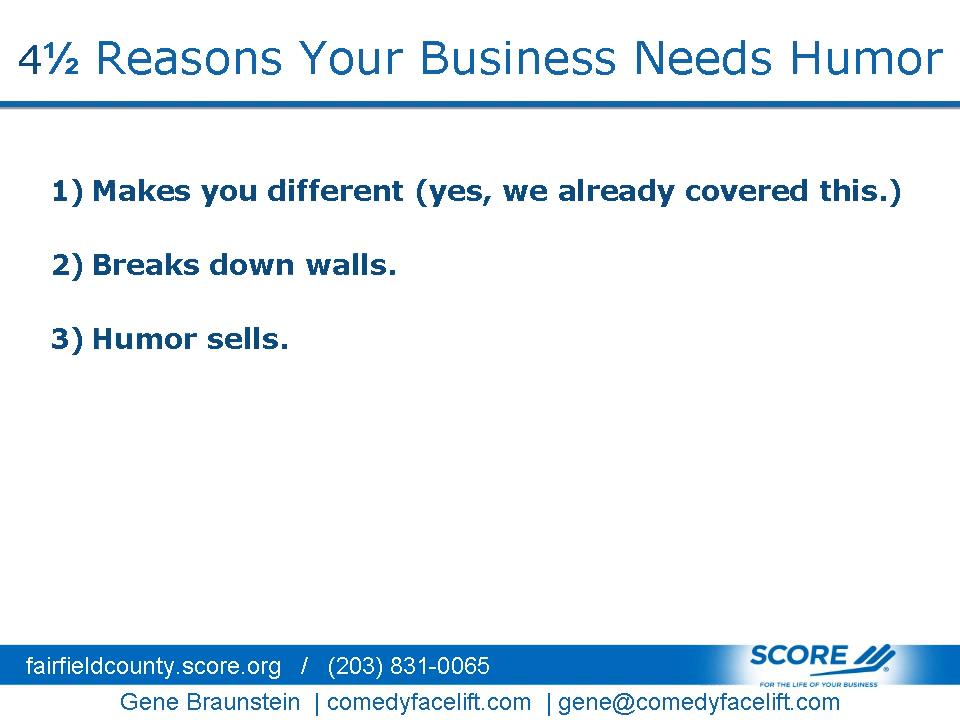 4½ Reasons Your Business Needs Humor
1) Makes you different (yes, we already covered this.)
2) Breaks down walls.
3) Humor sells.
fairfieldcounty.score.org / (203) 831-0065
SCORE ®
FOR THE LIFE OF YOUR BUSINESS
Gene Braunstein | comedyfacelift.com | gene@comedyfacelift.com